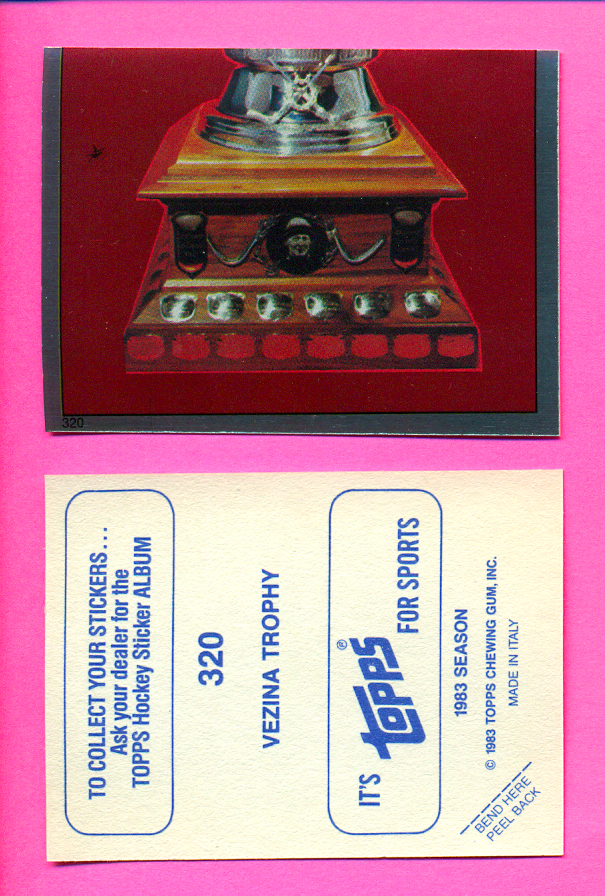 320
TO COLLECT YOUR STICKERS...
Ask your dealer for the
TOPPS Hockey Sticker ALBUM
320
VEZINA TROPHY
IT'S topps® FOR SPORTS
1983 SEASON
© 1983 TOPPS CHEWING GUM, INC.
MADE IN ITALY
BEND HERE
PEEL BACK